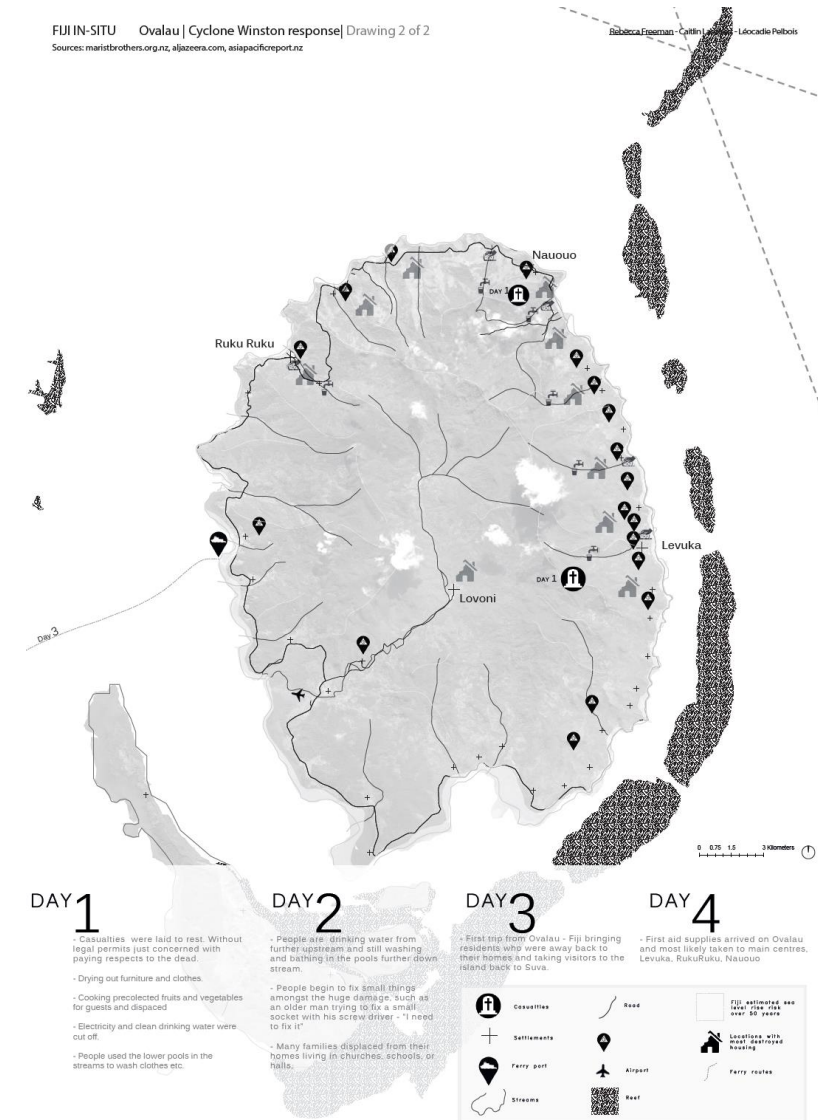 FIJI IN-SITU Ovalau | Cyclone Winston response| Drawing 2 of 2
Rebecca Freeman - Caitlin - Léocadie Pelbois
Sources: maristbrothers.org.nz, aljazeera.com, asiapacificreport.nz
Nauouo
DAY 1
Ruku Ruku
Levuka
DAY 1
Lovoni
Day 3
0 0.75 1.5 3 Kilometers
DAY 1
- Casualties were laid to rest. Without
legal permits just concerned with
paying respects to the dead.
- Drying out furniture and clothes
- Cooking precolected fruits and vegetables
for guests and dispaced
- Electricity and clean drinking water were
cut off.
- People used the lower pools in the
streams to wash clothes etc.
DAY 2
- People are drinking water from
further upstream and still washing
and bathing in the pools further down
stream.
- People begin to fix small things
amongst the huge damage, such as
an older man trying to fix a small
socket with his screw driver - "I need
to fix it"
- Many families displaced from their
homes living in churches, schools, or
halls.
DAY 3
- First trip from Ovalau - Fiji bringing
residents who were away back to
their homes and taking visitors to the
island back to Suva.
DAY 4
- First aid supplies arrived on Ovalau
and most likely taken to main centres,
Levuka, RukuRuku, Nauouo
Casualties
Settlements
Ferry port
Streams
Road
Airport
Reef
Fiji estimated sea
level rise risk
over 50 years
Locations with
most destroyed
housing
Ferry routes